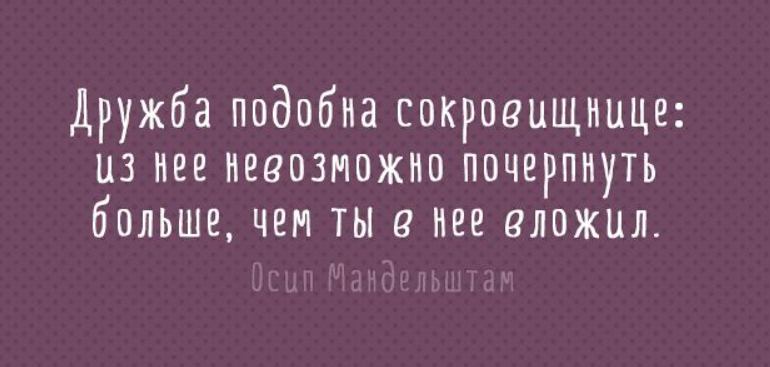 Дружба подобна сокровищнице:
из нее невозможно почерпнуть
больше, чем ты в нее вложил.
Осип Мандельштам